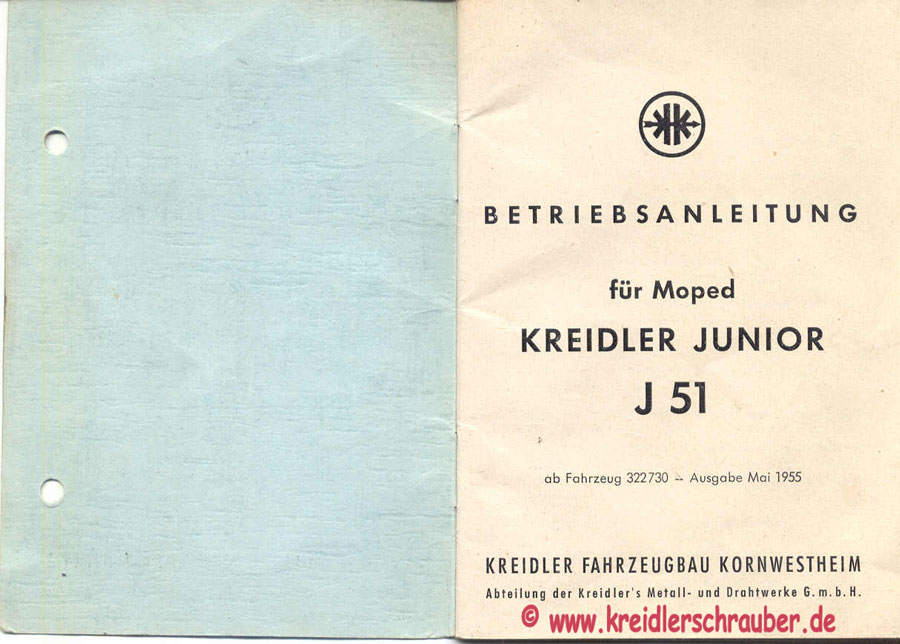 BETRIEBSANLEITUNG
für Moped
KREIDLER JUNIOR
J 51
ab Fahrzeug 322730 -- Ausgabe Mai 1955
KREIDLER FAHRZEUGBAU KORNWESTHEIM
Abteilung der Kreidler's Metall- und Drahtwerke G.m.b.H.
© www.kreidlerschrauber.de